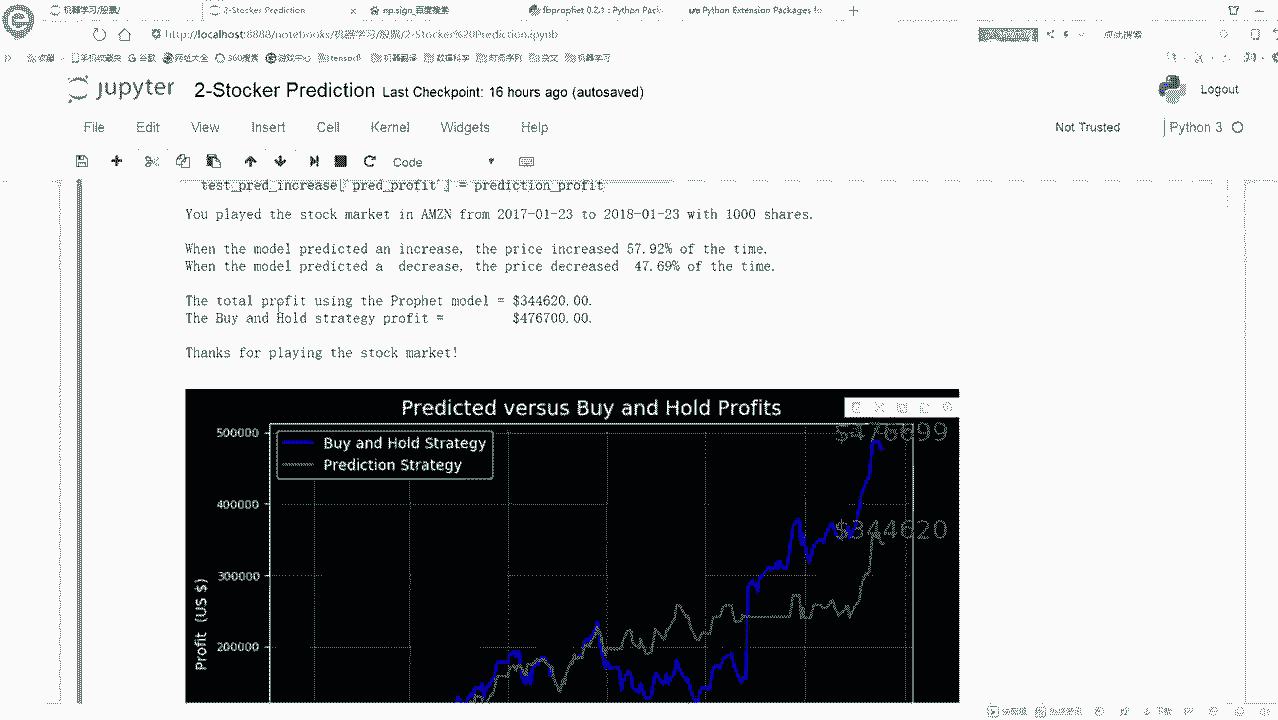 2-Stocker Prediction
np.sign_百度搜索
fbprophet 0.2.1 : Python Pack
Python Extension Packages fo
http://localhost:8888/notebooks/机器学习/股票/2-Stocker%20Prediction.ipynb
jupyter 2-Stocker Prediction Last Checkpoint: 16 hours ago (autosaved)
Logout
File Edit View Insert Cell Kernel Widgets Help
Not Trusted Python 3
Code
test_pred_increase['pred_profit'] = prediction_profit
You played the stock market in AMZN from 2017-01-23 to 2018-01-23 with 1000 shares.
When the model predicted an increase, the price increased 57.92% of the time.
When the model predicted a  decrease, the price decreased  47.69% of the time.
The total profit using the Prophet model = $344620.00.
The Buy and Hold strategy profit =         $476700.00.
Thanks for playing the stock market!
Predicted versus Buy and Hold Profits
$476699
500000
Buy and Hold Strategy
Prediction Strategy
400000
$344620
300000
200000
Profit (US $)